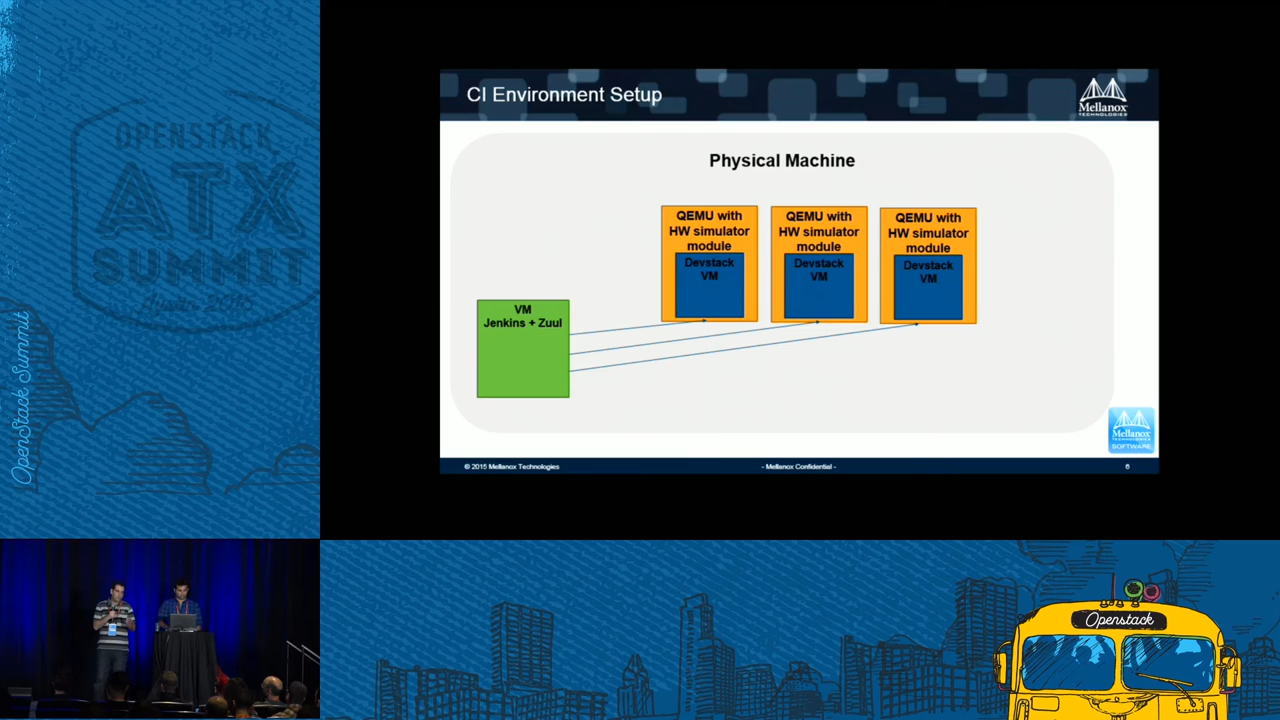 OPENSTACK
ATX
SUMMIT
Austin 2016
OpenStack Summit
CI Environment Setup
Mellanox
TECHNOLOGIES
Physical Machine
QEMU with
HW simulator
module
Devstack
VM
QEMU with
HW simulator
module
Devstack
VM
QEMU with
HW simulator
module
Devstack
VM
VM
Jenkins + Zuul
Mellanox
TECHNOLOGIES
SOFTWARE
© 2015 Mellanox Technologies
- Mellanox Confidential -
6
Openstack